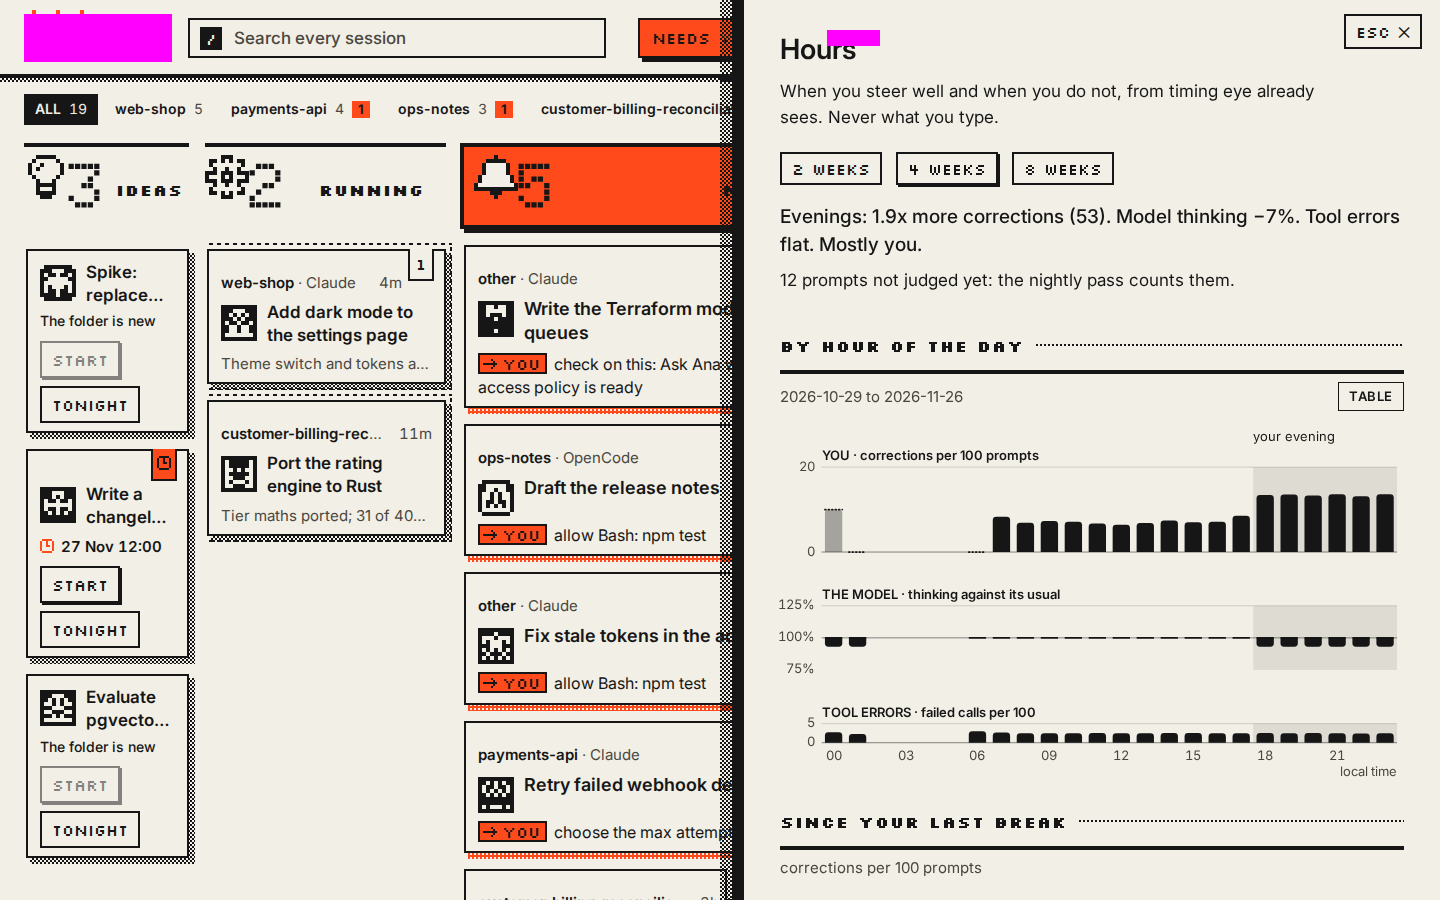 / Search every session
NEEDS
ALL 19
web-shop 5
payments-api 4 1
ops-notes 3 1
customer-billing-reconcilia
3 IDEAS
2 RUNNING
5
Spike:
replace...
The folder is new
START
TONIGHT
Write a
changel...
27 Nov 12:00
START
TONIGHT
Evaluate
pgvecto...
The folder is new
START
TONIGHT
1
web-shop · Claude 4m
Add dark mode to
the settings page
Theme switch and tokens a...
customer-billing-rec... 11m
Port the rating
engine to Rust
Tier maths ported; 31 of 40...
other · Claude
Write the Terraform mod
queues
→ YOU check on this: Ask Ana
access policy is ready
ops-notes · OpenCode
Draft the release notes
→ YOU allow Bash: npm test
other · Claude
Fix stale tokens in the
→ YOU allow Bash: npm test
payments-api · Claude
Retry failed webhook de
→ YOU choose the max attempt
ESC ×
Hours
When you steer well and when you do not, from timing eye already
sees. Never what you type.
2 WEEKS
4 WEEKS
8 WEEKS
Evenings: 1.9x more corrections (53). Model thinking −7%. Tool errors
flat. Mostly you.
12 prompts not judged yet: the nightly pass counts them.
BY HOUR OF THE DAY
2026-10-29 to 2026-11-26
TABLE
your evening
YOU · corrections per 100 prompts
20
0
THE MODEL · thinking against its usual
125%
100%
75%
TOOL ERRORS · failed calls per 100
5
0
00 03 06 09 12 15 18 21
local time
SINCE YOUR LAST BREAK
corrections per 100 prompts